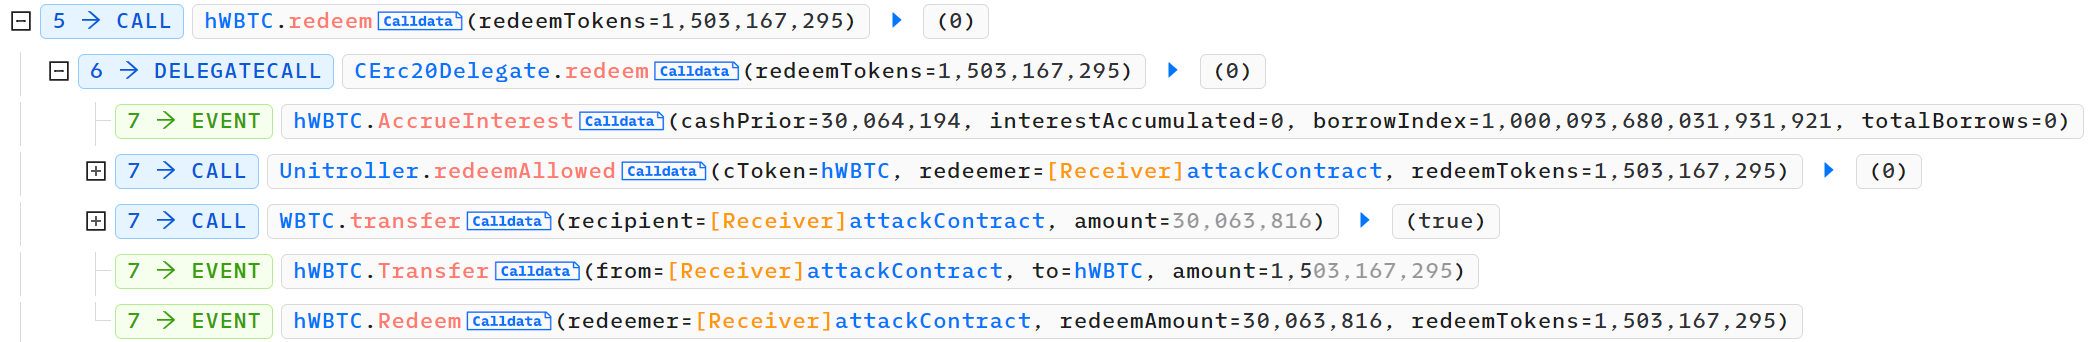 5 → CALL hWBTC.redeem Calldata (redeemTokens=1,503,167,295) ▶ (0)
6 → DELEGATECALL CErc20Delegate.redeem Calldata (redeemTokens=1,503,167,295) ▶ (0)
7 → EVENT hWBTC.AccrueInterest Calldata (cashPrior=30,064,194, interestAccumulated=0, borrowIndex=1,000,093,680,031,931,921, totalBorrows=0)
7 → CALL Unitroller.redeemAllowed Calldata (cToken=hWBTC, redeemer=[Receiver]attackContract, redeemTokens=1,503,167,295) ▶ (0)
7 → CALL WBTC.transfer Calldata (recipient=[Receiver]attackContract, amount=30,063,816) ▶ (true)
7 → EVENT hWBTC.Transfer Calldata (from=[Receiver]attackContract, to=hWBTC, amount=1,503,167,295)
7 → EVENT hWBTC.Redeem Calldata (redeemer=[Receiver]attackContract, redeemAmount=30,063,816, redeemTokens=1,503,167,295)